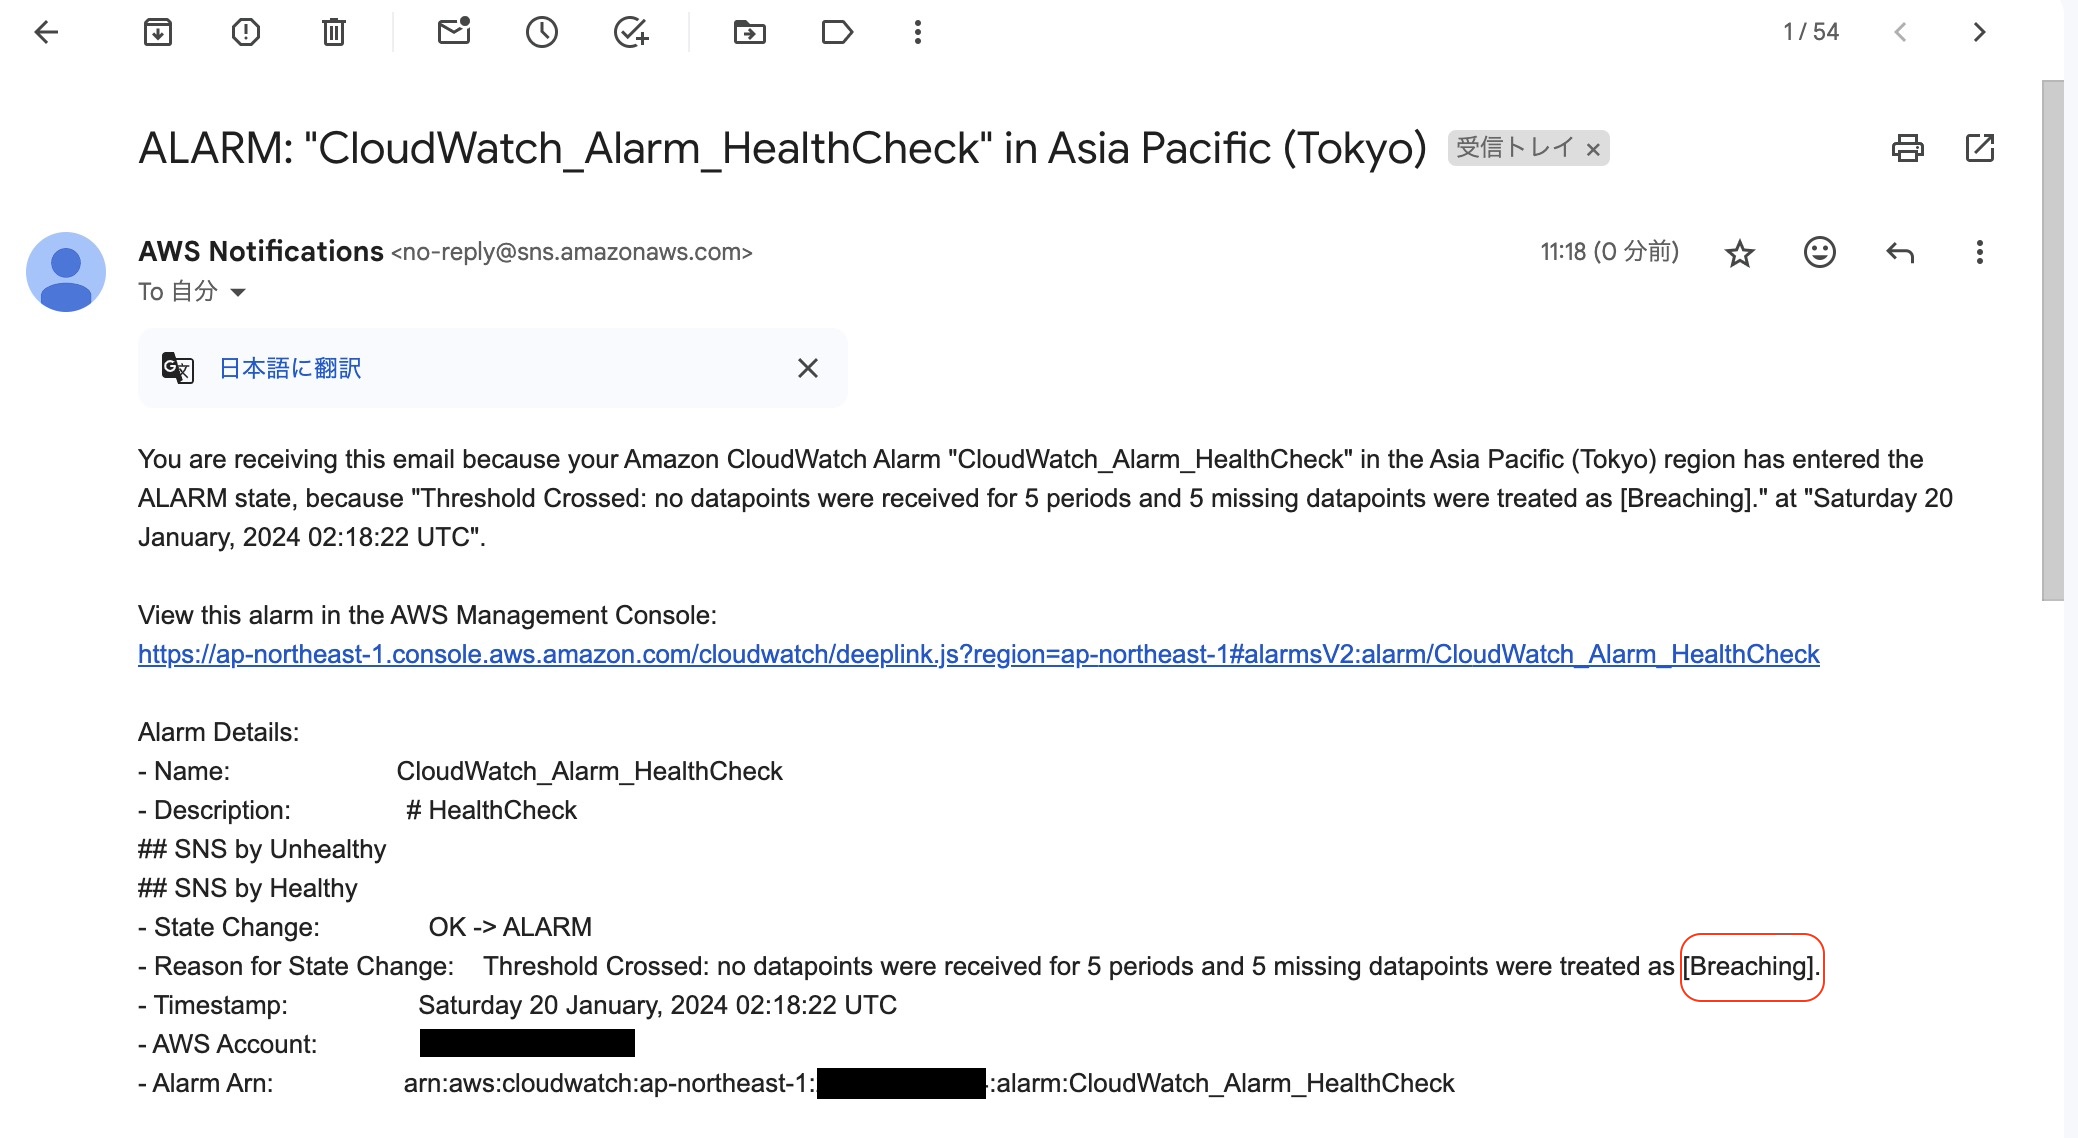 1 / 54
ALARM: "CloudWatch_Alarm_HealthCheck" in Asia Pacific (Tokyo) 受信トレイ ×
AWS Notifications <no-reply@sns.amazonaws.com> 11:18 (0 分前)
To 自分
日本語に翻訳
You are receiving this email because your Amazon CloudWatch Alarm "CloudWatch_Alarm_HealthCheck" in the Asia Pacific (Tokyo) region has entered the
ALARM state, because "Threshold Crossed: no datapoints were received for 5 periods and 5 missing datapoints were treated as [Breaching]." at "Saturday 20
January, 2024 02:18:22 UTC".
View this alarm in the AWS Management Console:
https://ap-northeast-1.console.aws.amazon.com/cloudwatch/deeplink.js?region=ap-northeast-1#alarmsV2:alarm/CloudWatch_Alarm_HealthCheck
Alarm Details:
- Name: CloudWatch_Alarm_HealthCheck
- Description: # HealthCheck
## SNS by Unhealthy
## SNS by Healthy
- State Change: OK -> ALARM
- Reason for State Change: Threshold Crossed: no datapoints were received for 5 periods and 5 missing datapoints were treated as [Breaching].
- Timestamp: Saturday 20 January, 2024 02:18:22 UTC
- AWS Account:
- Alarm Arn: arn:aws:cloudwatch:ap-northeast-1: :alarm:CloudWatch_Alarm_HealthCheck